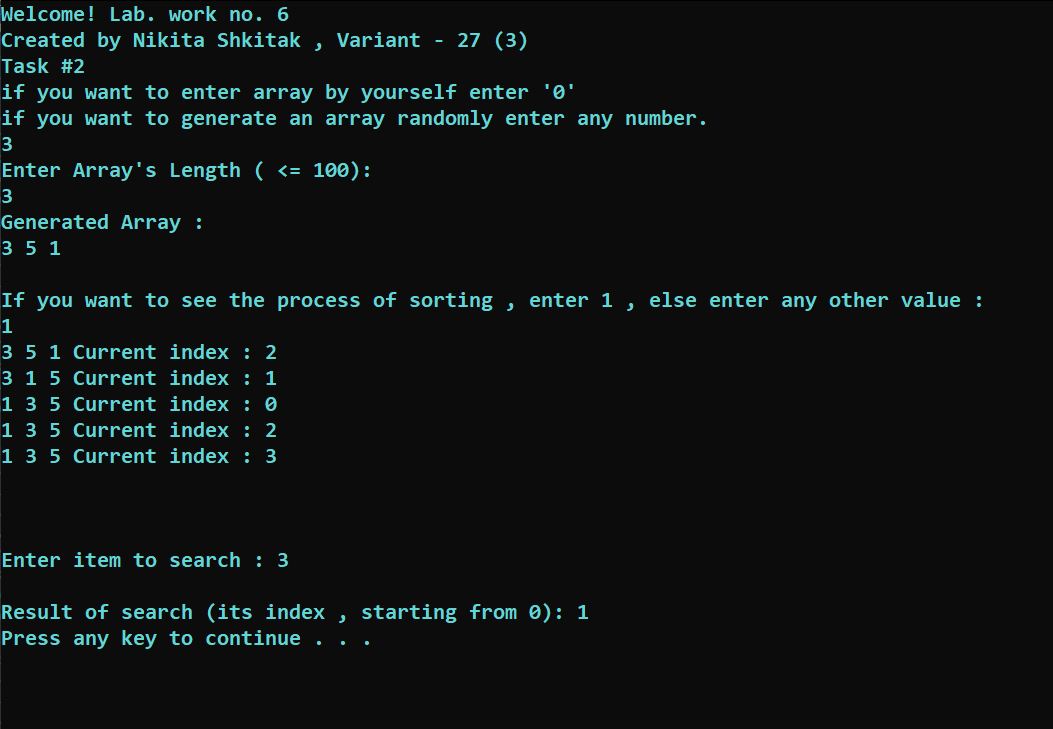 Welcome! Lab. work no. 6
Created by Nikita Shkitak , Variant - 27 (3)
Task #2
if you want to enter array by yourself enter '0'
if you want to generate an array randomly enter any number.
3
Enter Array's Length ( <= 100):
3
Generated Array :
3 5 1
If you want to see the process of sorting , enter 1 , else enter any other value :
1
3 5 1 Current index : 2
3 1 5 Current index : 1
1 3 5 Current index : 0
1 3 5 Current index : 2
1 3 5 Current index : 3
Enter item to search : 3
Result of search (its index , starting from 0): 1
Press any key to continue . . .